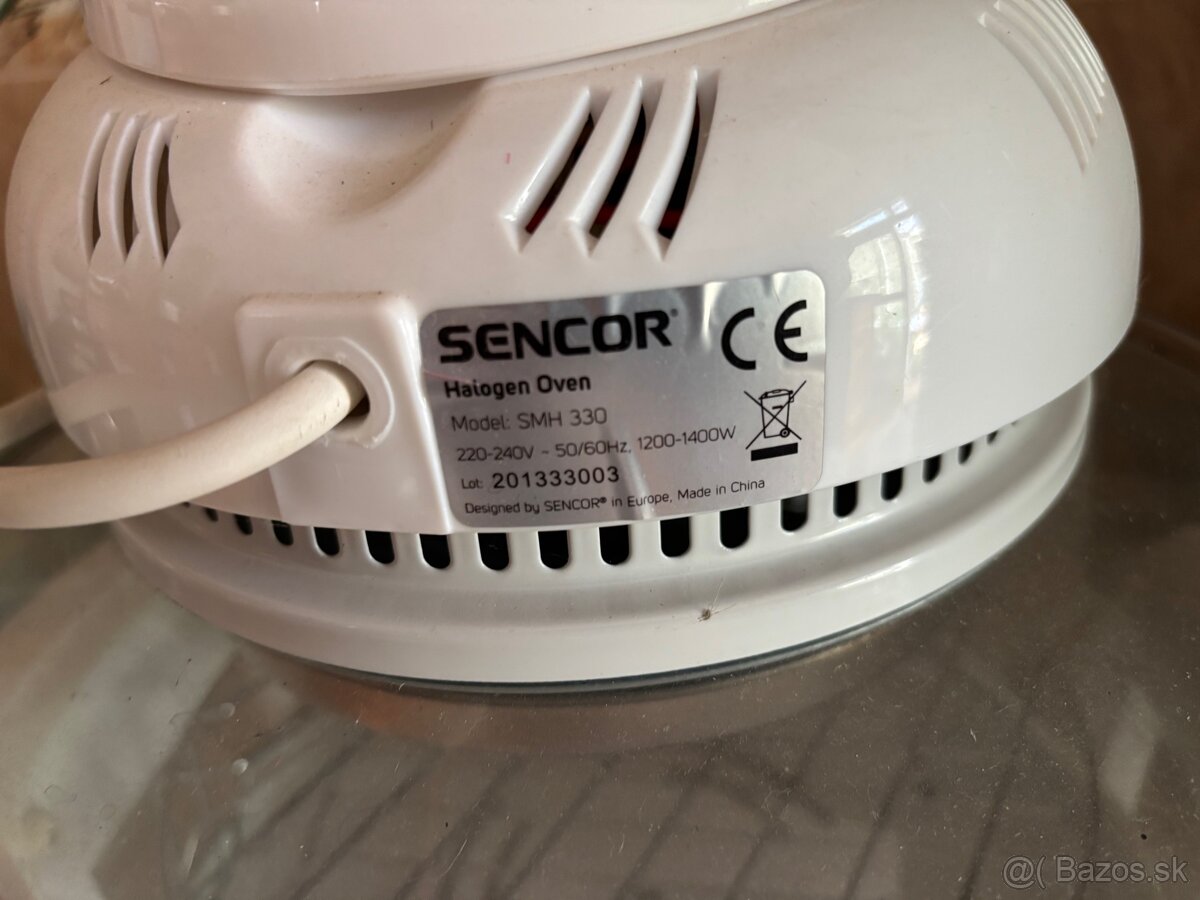 SENCOR®
CE
Halogen Oven
Model: SMH 330
220-240V ~ 50/60Hz, 1200-1400W
Lot: 201333003
Designed by SENCOR® in Europe, Made in China
@( Bazos.sk